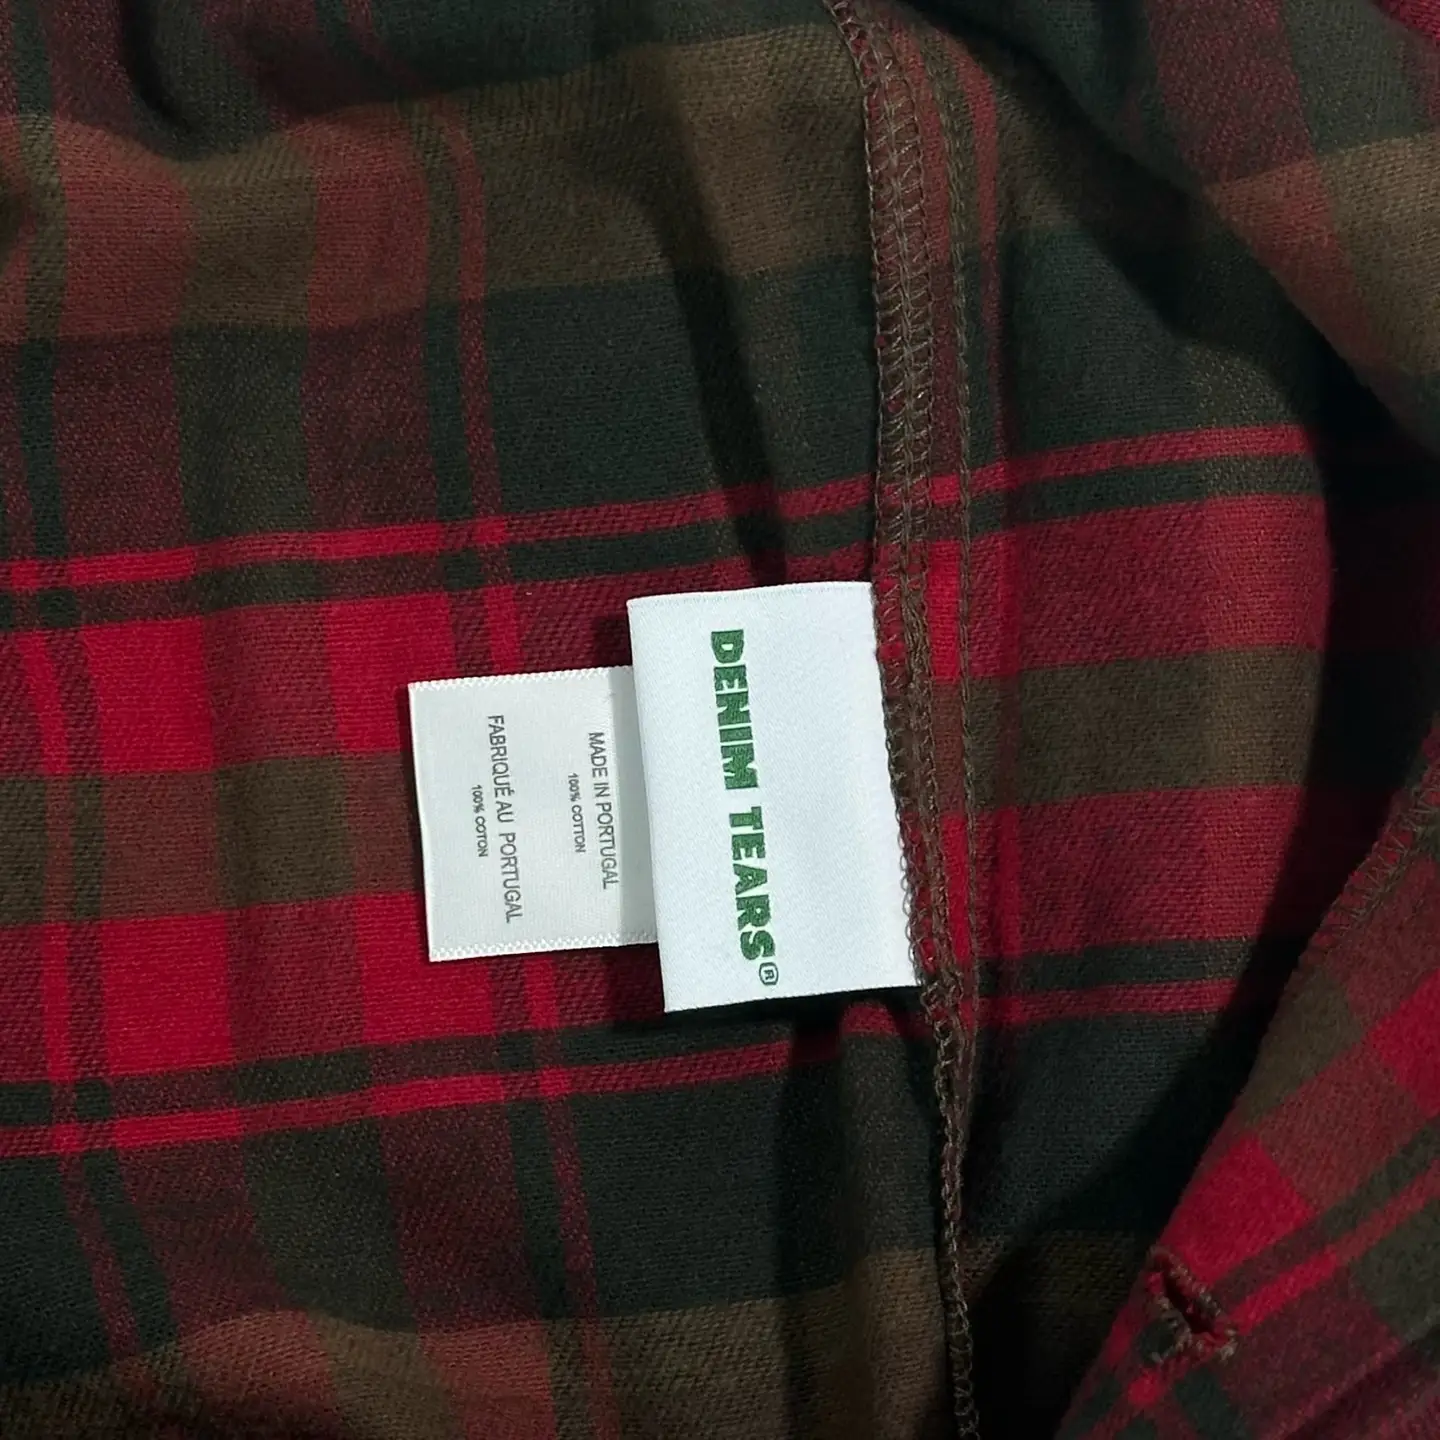 DENIM TEARS®
MADE IN PORTUGAL
100% COTTON
FABRIQUÉ AU PORTUGAL
100% COTON